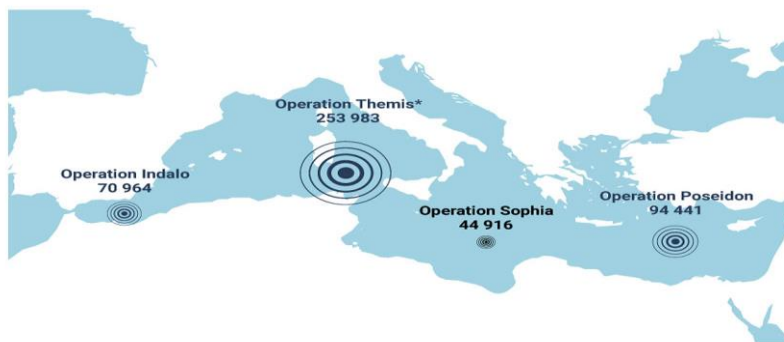 Operation Themis*
253 983
Operation Indalo
70 964
Operation Sophia
44 916
Operation Poseidon
94 441